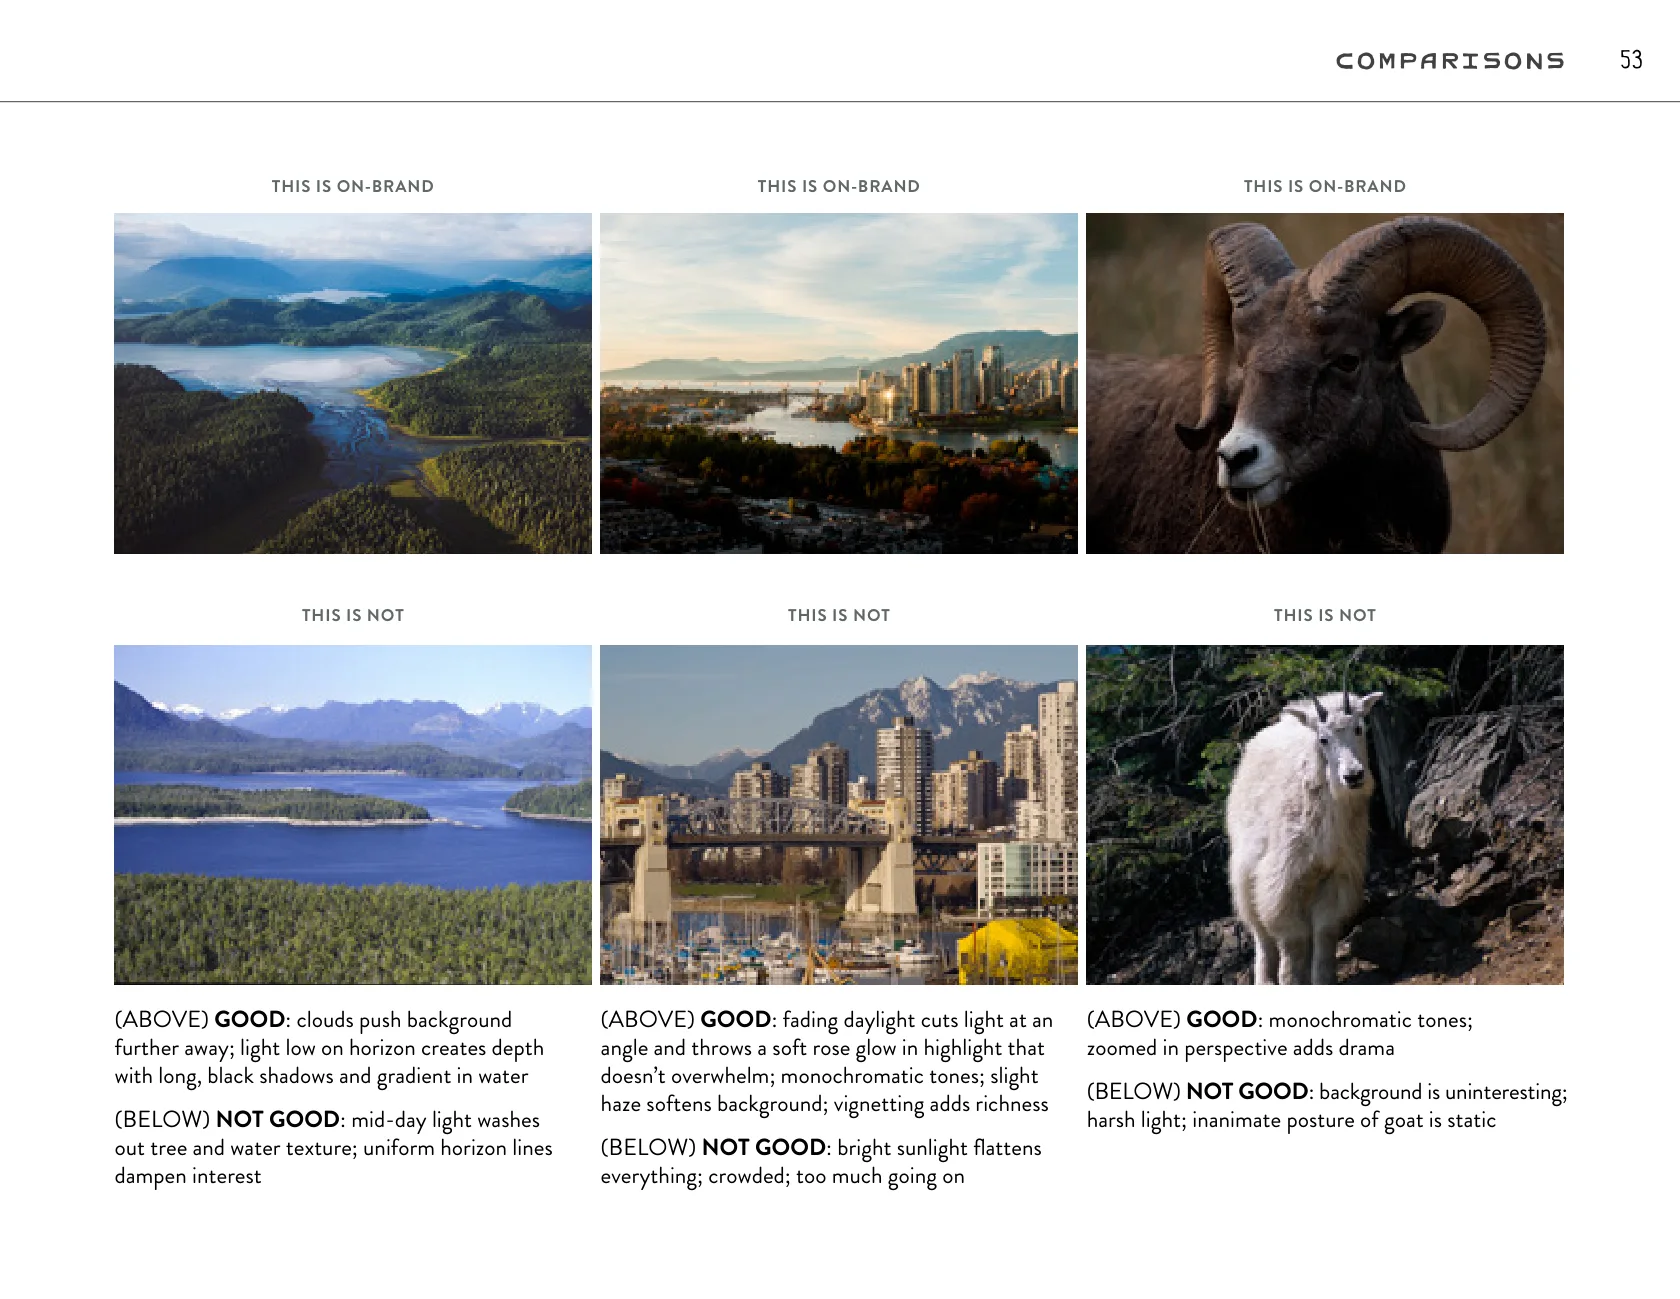 COMPARISONS 53
THIS IS ON-BRAND
THIS IS ON-BRAND
THIS IS ON-BRAND
THIS IS NOT
THIS IS NOT
THIS IS NOT
(ABOVE) GOOD: clouds push background
further away; light low on horizon creates depth
with long, black shadows and gradient in water
(BELOW) NOT GOOD: mid-day light washes
out tree and water texture; uniform horizon lines
dampen interest
(ABOVE) GOOD: fading daylight cuts light at an
angle and throws a soft rose glow in highlight that
doesn’t overwhelm; monochromatic tones; slight
haze softens background; vignetting adds richness
(BELOW) NOT GOOD: bright sunlight flattens
everything; crowded; too much going on
(ABOVE) GOOD: monochromatic tones;
zoomed in perspective adds drama
(BELOW) NOT GOOD: background is uninteresting;
harsh light; inanimate posture of goat is static